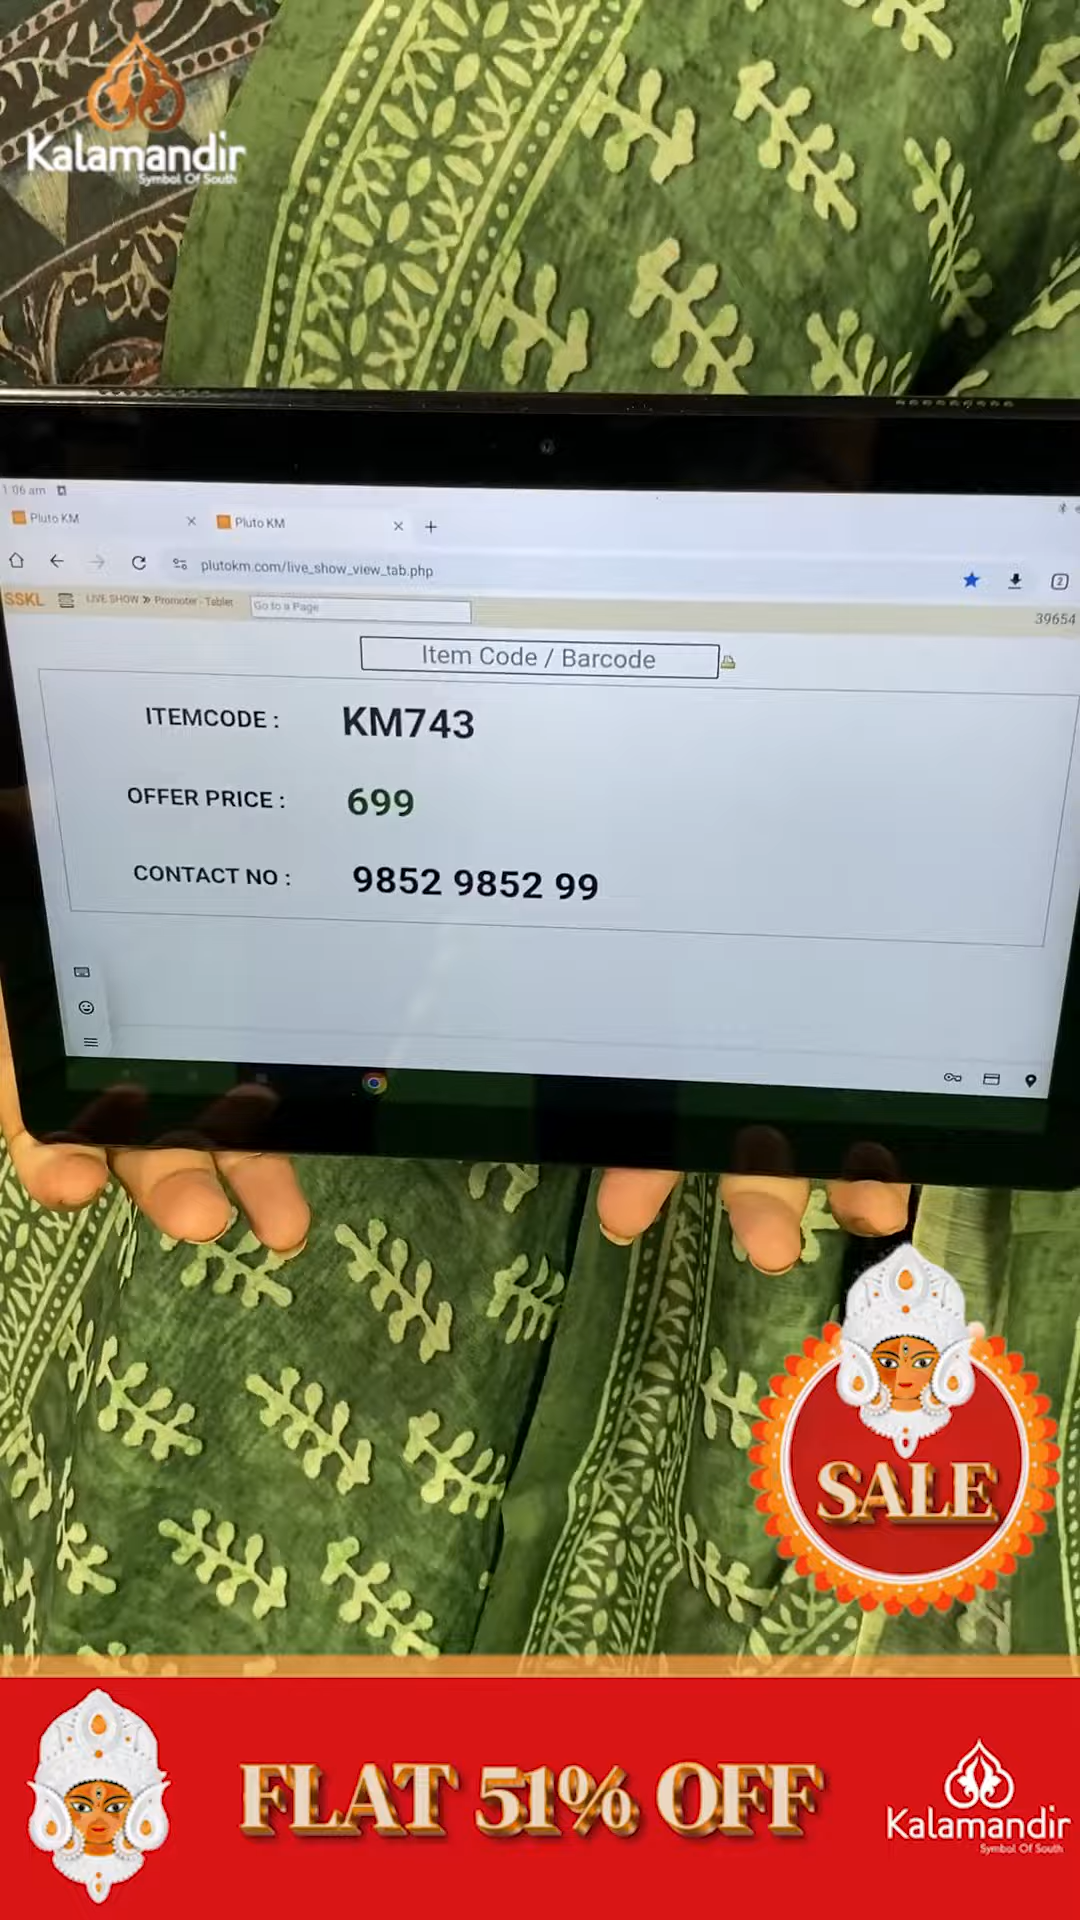 Kalamandir
Symbol Of South
1:06 am
Pluto KM
Pluto KM
plutokm.com/live_show_view_tab.php
2
SSKL
LIVE SHOW » Promoter - Tablet
Go to a Page
39654
Item Code / Barcode
ITEMCODE : KM743
OFFER PRICE : 699
CONTACT NO : 9852 9852 99
SALE
FLAT 51% OFF
Kalamandir
Symbol Of South